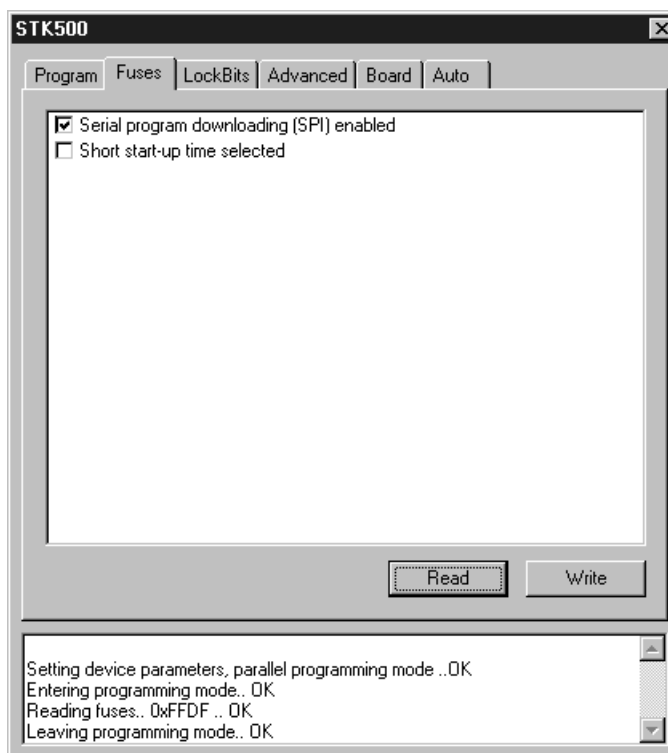 STK500
Program Fuses LockBits Advanced Board Auto
Serial program downloading (SPI) enabled
Short start-up time selected
Read Write
Setting device parameters, parallel programming mode ..OK
Entering programming mode.. OK
Reading fuses.. 0xFFDF .. OK
Leaving programming mode.. OK